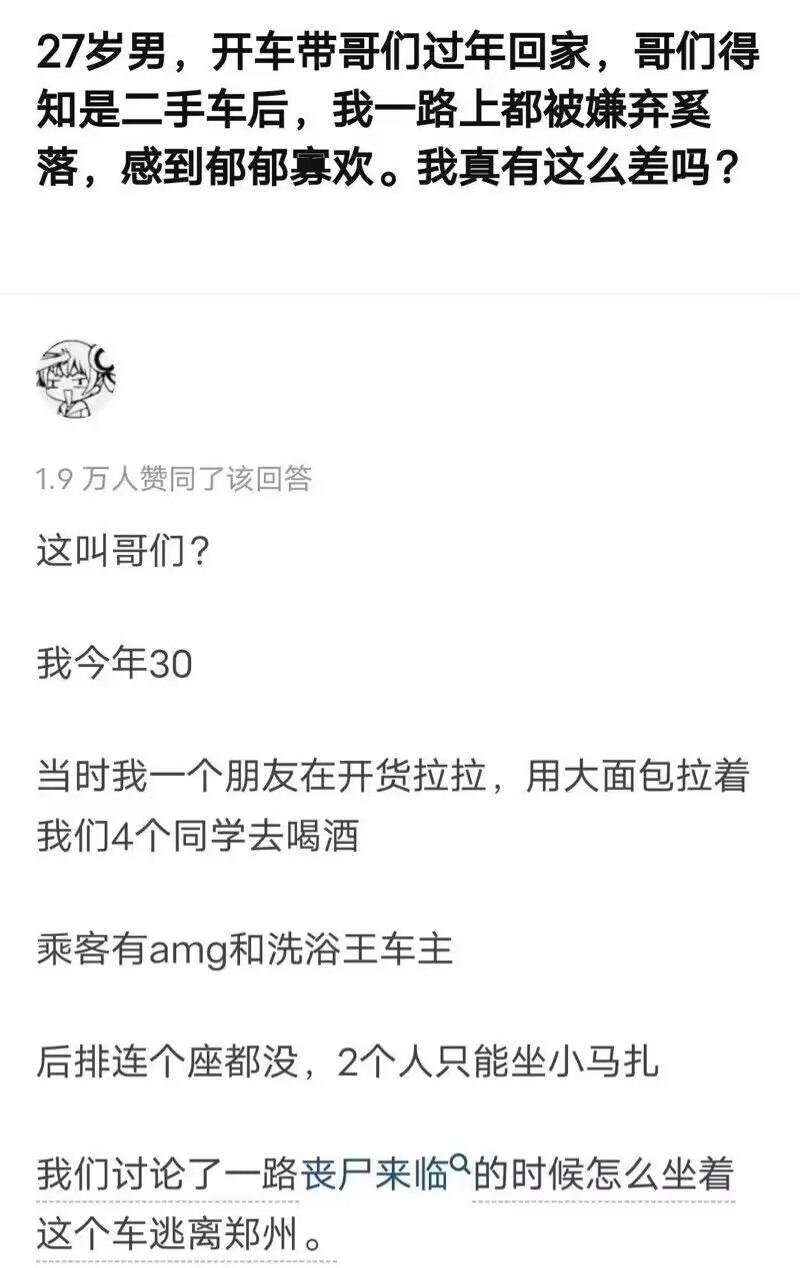 27岁男，开车带哥们过年回家，哥们得
知是二手车后，我一路上都被嫌弃奚
落，感到郁郁寡欢。我真有这么差吗？
1.9 万人赞同了该回答
这叫哥们？
我今年30
当时我一个朋友在开货拉拉，用大面包拉着
我们4个同学去喝酒
乘客有amg和洗浴王车主
后排连个座都没，2个人只能坐小马扎
我们讨论了一路丧尸来临的时候怎么坐着
这个车逃离郑州。